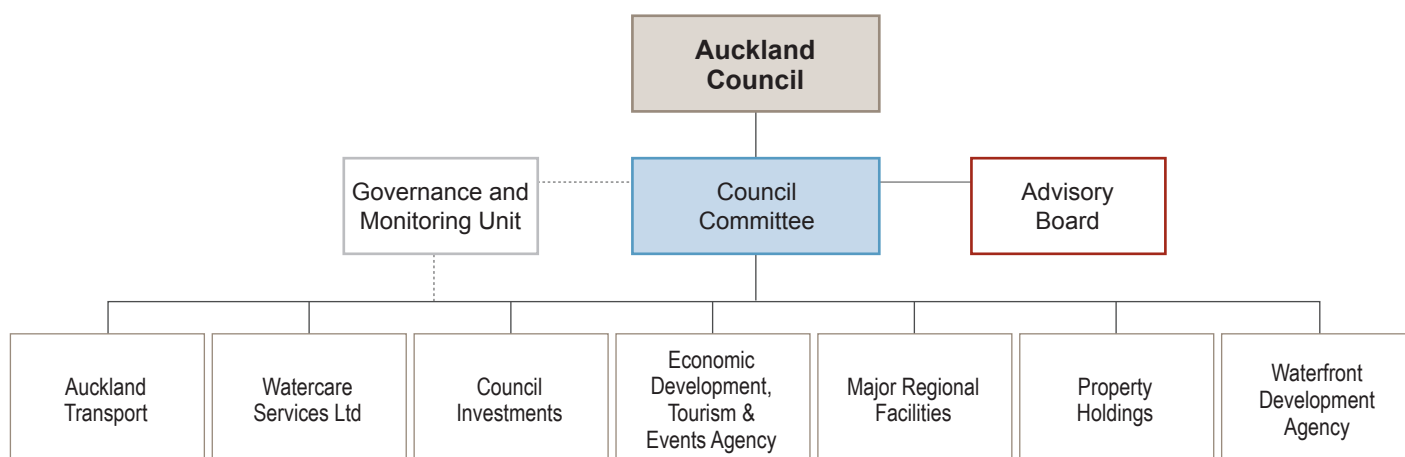 Auckland
Council
Governance and
Monitoring Unit
Council
Committee
Advisory
Board
Auckland
Transport
Watercare
Services Ltd
Council
Investments
Economic
Development,
Tourism &
Events Agency
Major Regional
Facilities
Property
Holdings
Waterfront
Development
Agency